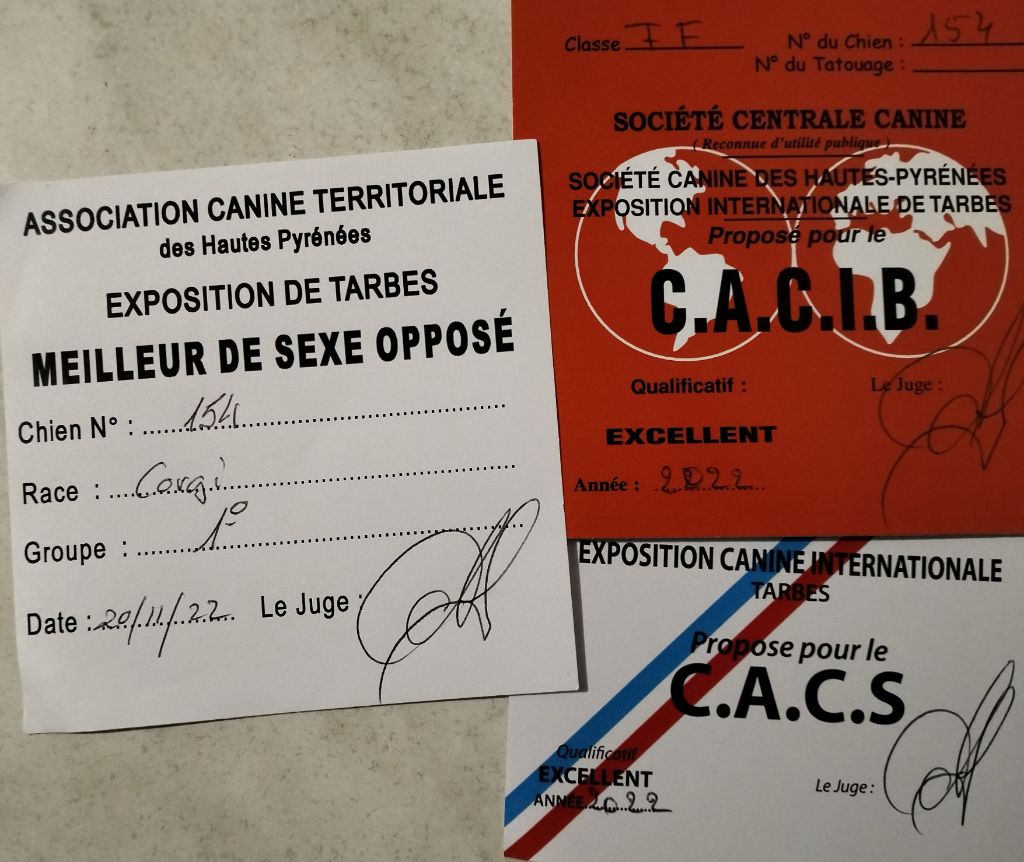 ASSOCIATION CANINE TERRITORIALE
des Hautes Pyrénées
EXPOSITION DE TARBES
MEILLEUR DE SEXE OPPOSÉ
Chien N° : 154
Race : Corgi
Groupe : 1°
Date : 20/11/22. Le Juge :
Classe I F N° du Chien : 154
N° du Tatouage :
SOCIÉTÉ CENTRALE CANINE
( Reconnue d'utilité publique )
SOCIÉTÉ CANINE DES HAUTES-PYRÉNÉES
EXPOSITION INTERNATIONALE DE TARBES
Proposé pour le
C.A.C.I.B.
Qualificatif : Le Juge :
EXCELLENT
Année : 2022
EXPOSITION CANINE INTERNATIONALE
TARBES
Propose pour le
C.A.C.S
Qualificatif
EXCELLENT
ANNÉE 2022
Le Juge :